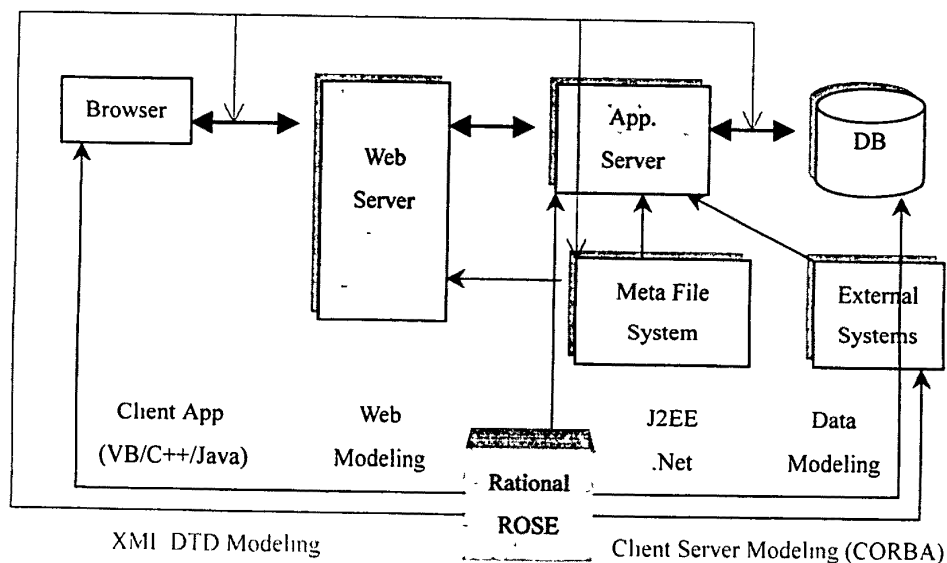 Browser
Web
Server
App.
Server
DB
Meta File
System
External
Systems
Client App
(VB/C++/Java)
Web
Modeling
J2EE
.Net
Data
Modeling
Rational
ROSE
XMI DTD Modeling
Client Server Modeling (CORBA)